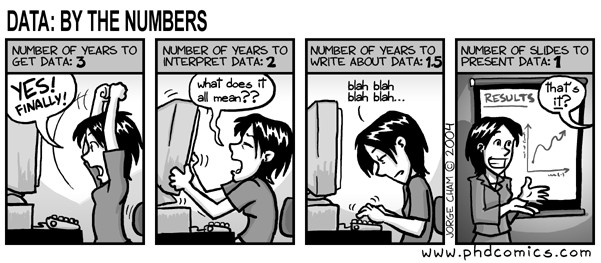 DATA: BY THE NUMBERS
NUMBER OF YEARS TO
GET DATA: 3
YES!
FINALLY!
NUMBER OF YEARS TO
INTERPRET DATA: 2
what does it
all mean??
NUMBER OF YEARS TO
WRITE ABOUT DATA: 1.5
blah blah
blah blah...
NUMBER OF SLIDES TO
PRESENT DATA: 1
RESULTS
that's
it?
JORGE CHAM © 2004
www.phdcomics.com